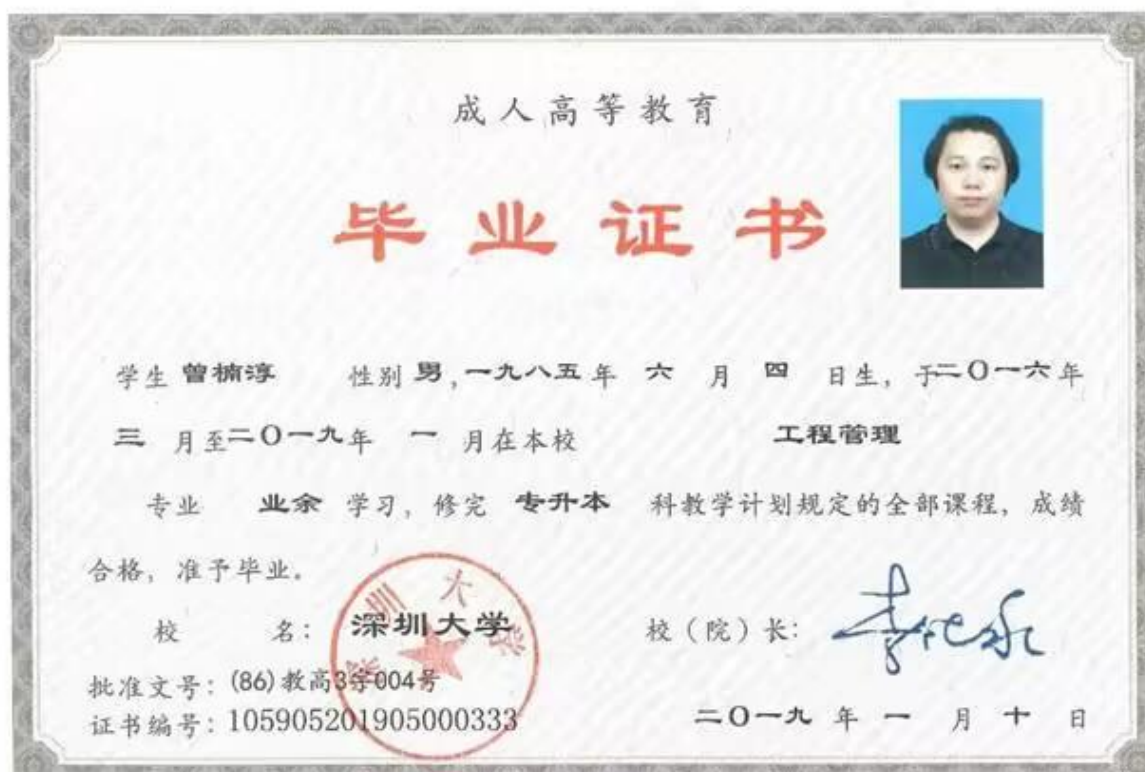 成人高等教育
毕业证书
学生 曾楠淳 性别 男,一九八五年 六 月 四 日生, 于二〇一六年
三 月至二〇一九年 一 月在本校 工程管理
专业 业余 学习, 修完 专升本 科教学计划规定的全部课程, 成绩
合格, 准予毕业。
深圳大学
校 名: 深圳大学 校(院)长:
批准文号: (86)教高3字004号
证书编号: 105905201905000333 二〇一九 年 一 月 十 日